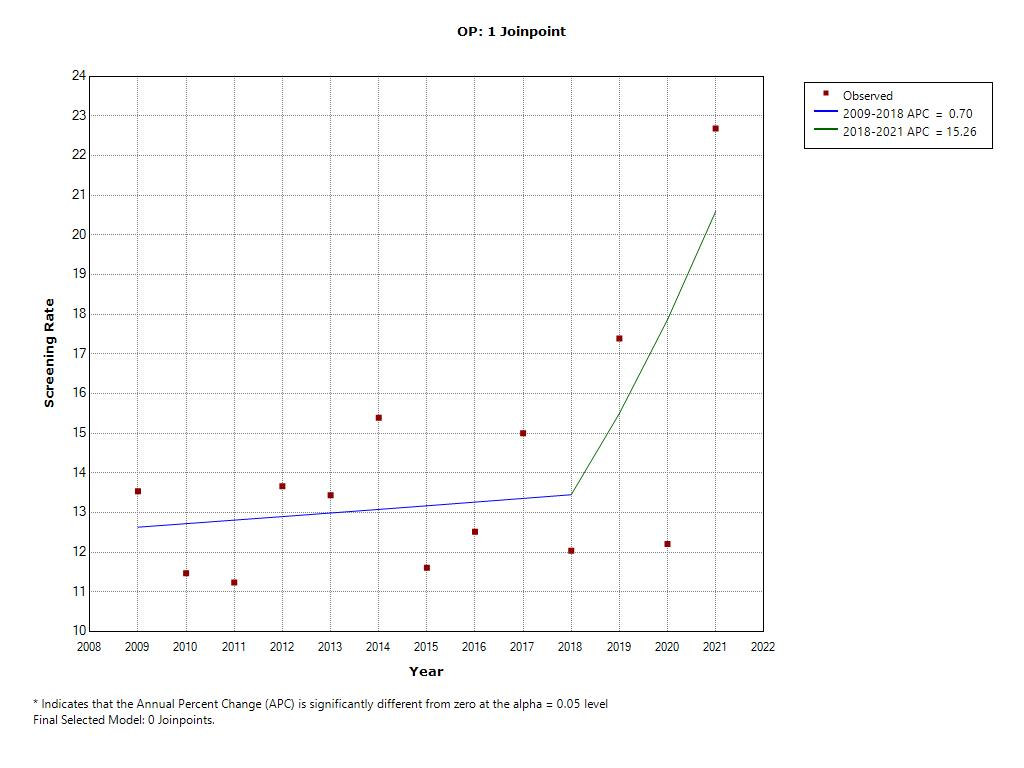 OP: 1 Joinpoint
24
23
22
21
20
19
18
17
16
15
14
13
12
11
10
Screening Rate
2008 2009 2010 2011 2012 2013 2014 2015 2016 2017 2018 2019 2020 2021 2022
Year
Observed
2009-2018 APC = 0.70
2018-2021 APC = 15.26
* Indicates that the Annual Percent Change (APC) is significantly different from zero at the alpha = 0.05 level
Final Selected Model: 0 Joinpoints.